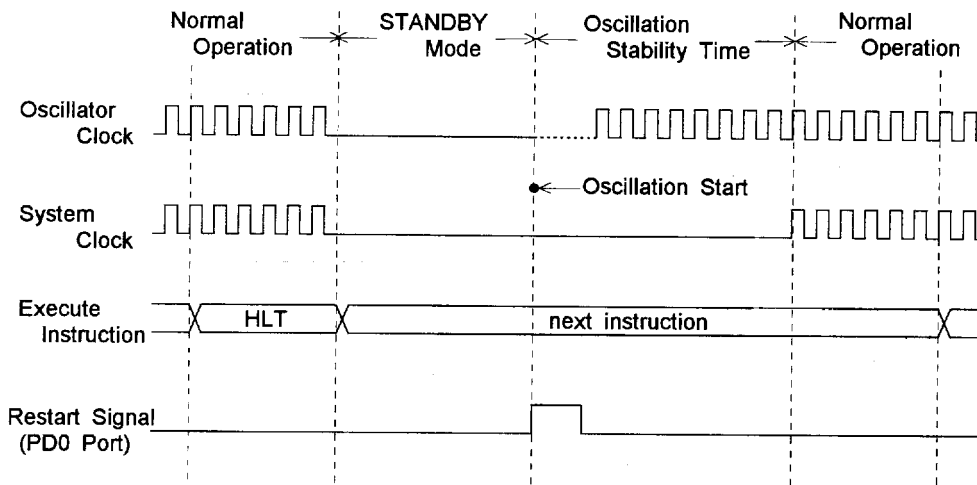 Normal
Operation
STANDBY
Mode
Oscillation
Stability Time
Normal
Operation
Oscillator
Clock
Oscillation Start
System
Clock
Execute
Instruction
HLT
next instruction
Restart Signal
(PD0 Port)